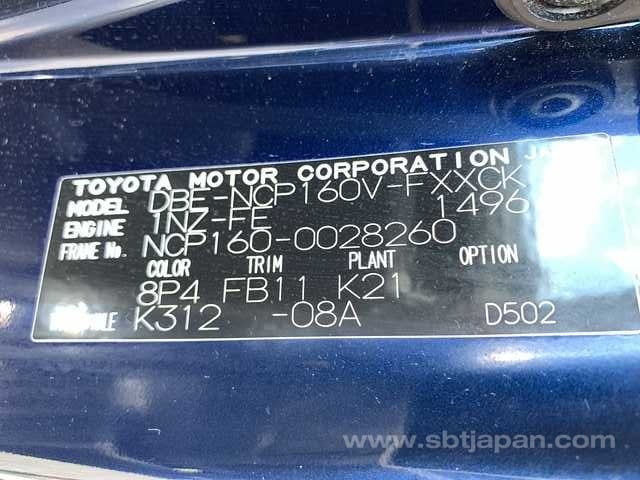 TOYOTA MOTOR CORPORATION JA
MODEL DBE-NCP160V-FXXCK
ENGINE 1NZ-FE 1496
FRAME No. NCP160-0028260
COLOR TRIM PLANT OPTION
8P4 FB11 K21
K312 -08A D502
www.sbtjapan.com